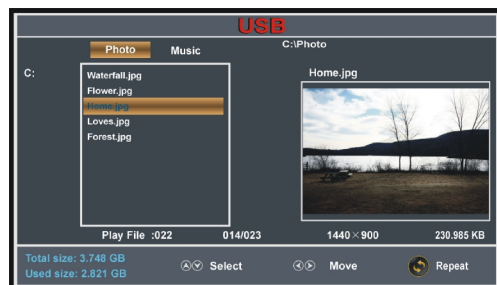 USB
Photo Music C:\Photo
C: Home.jpg
Waterfall.jpg
Flower.jpg
Home.jpg
Loves.jpg
Forest.jpg
Play File :022 014/023 1440×900 230.985 KB
Total size: 3.748 GB
Used size: 2.821 GB
Select Move Repeat